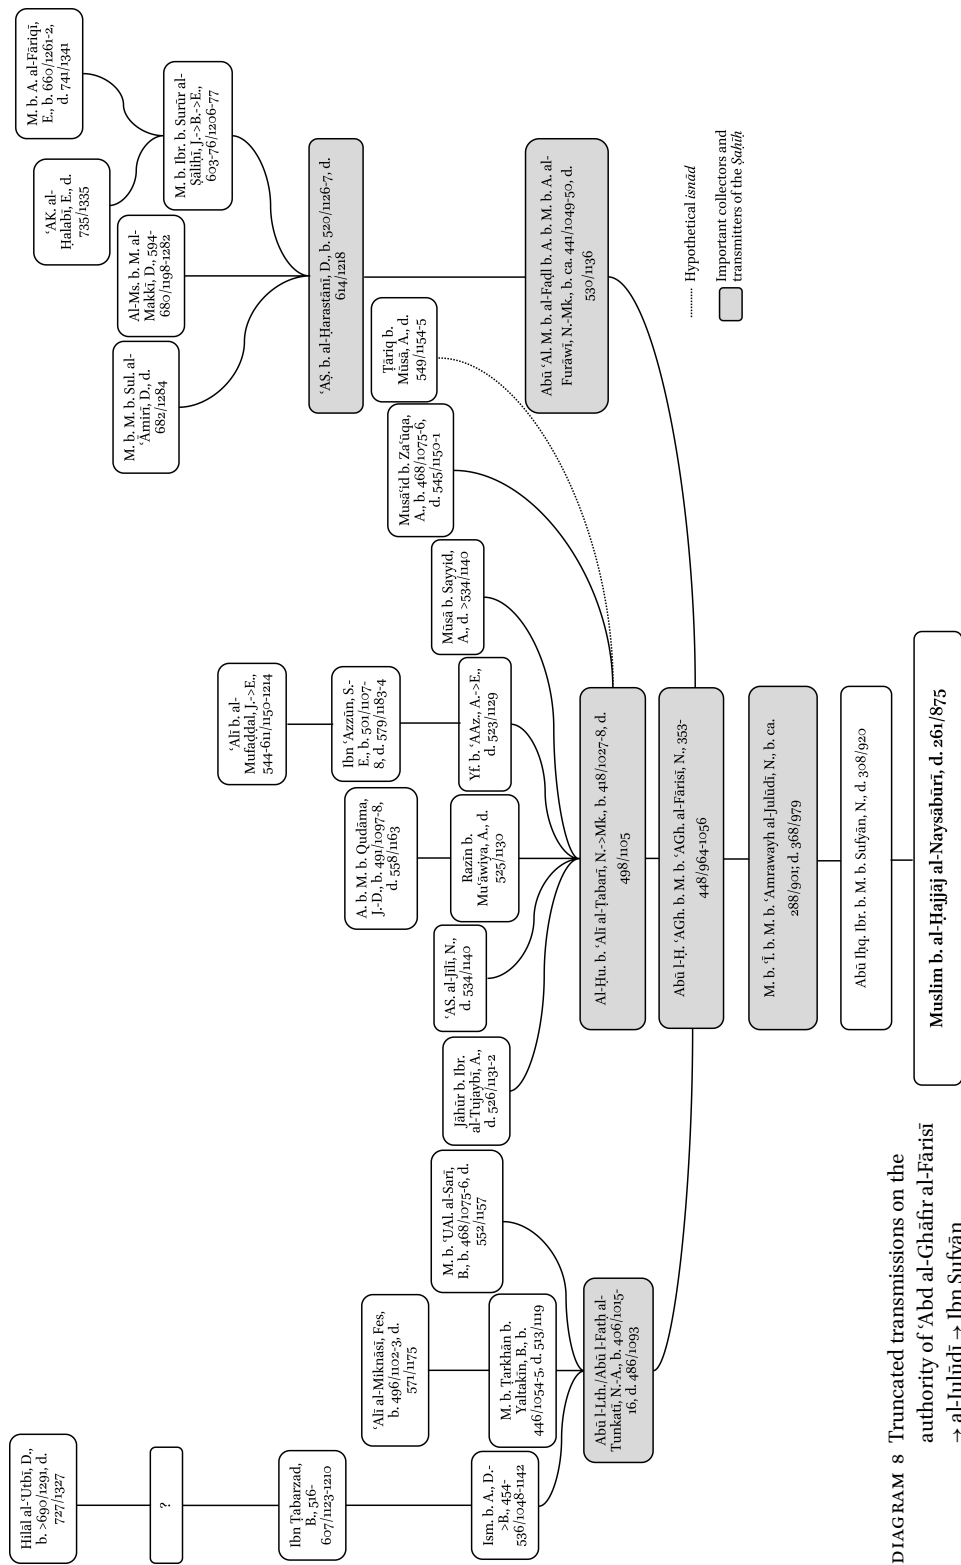 Hilāl al-ʿUtbī, D.,
b. >690/1291, d.
727/1327
M. b. A. al-Fāriqī,
E., b. 660/1261-2,
d. 741/1341
ʿAK. al-
Ḥalabī, E., d.
735/1335
?
M. b. Ibr. b. Surūr al-
Ṣāliḥī, J.->B.->E.,
603-76/1206-77
M. b. M. b. Sul. al-
ʿĀmirī, D., d.
682/1284
Al-Ms. b. M. al-
Makkī, D., 594-
680/1198-1282
ʿAlī b. al-
Mufaḍḍal, J.->E.,
544-611/1150-1214
Ibn Ṭabarzad,
B., 516-
607/1123-1210
Ibn ʿAzzūn, S.-
E., b. 501/1107-
8, d. 579/1183-4
ʿAṢ. b. al-Ḥarastānī, D., b. 520/1126-7, d.
614/1218
ʿAlī al-Miknāsī, Fes,
b. 496/1102-3, d.
571/1175
A. b. M. b. Qudāma,
J.-D., b. 491/1097-8,
d. 558/1163
Ṭāriq b.
Mūsā, A., d.
549/1154-5
Musāʿid b. Zaʿūqa,
A., b. 468/1075-6,
d. 545/1150-1
M. b. ʿUAl. al-Sarī,
B., b. 468/1075-6, d.
552/1157
Jāhūr b. Ibr.
al-Tujaybī, A.,
d. 526/1131-2
ʿAS. al-Jīlī, N.,
d. 534/1140
Razīn b.
Muʿāwiya, A., d.
525/1130
Yf. b. ʿAAz., A.->E.,
d. 523/1129
Mūsā b. Sayyid,
A., d. >534/1140
Ism. b. A., D.-
>B., 454-
536/1048-1142
M. b. Ṭarkhān b.
Yaltakīn, B., b.
446/1054-5, d. 513/1119
Abū ʿAl. M. b. al-Faḍl b. A. b. M. b. A. al-
Furāwī, N.-Mk., b. ca. 441/1049-50, d.
530/1136
Abū l-Lth./Abū l-Fatḥ al-
Tunkatī, N.-A., b. 406/1015-
16, d. 486/1093
Al-Ḥu. b. ʿAlī al-Ṭabarī, N.->Mk., b. 418/1027-8, d.
498/1105
Abū l-Ḥ. ʿAGh. b. M. b. ʿAGh. al-Fārisī, N., 353-
448/964-1056
M. b. ʿĪ. b. M. b. ʿAmrawayh al-Julūdī, N., b. ca.
288/901; d. 368/979
Abū Iḥq. Ibr. b. M. b. Sufyān, N., d. 308/920
Muslim b. al-Ḥajjāj al-Naysābūrī, d. 261/875
Hypothetical isnād
Important collectors and
transmitters of the Ṣaḥīḥ
DIAGRAM 8 Truncated transmissions on the
authority of ʿAbd al-Ghāfir al-Fārisī
→ al-Julūdī → Ibn Sufyān